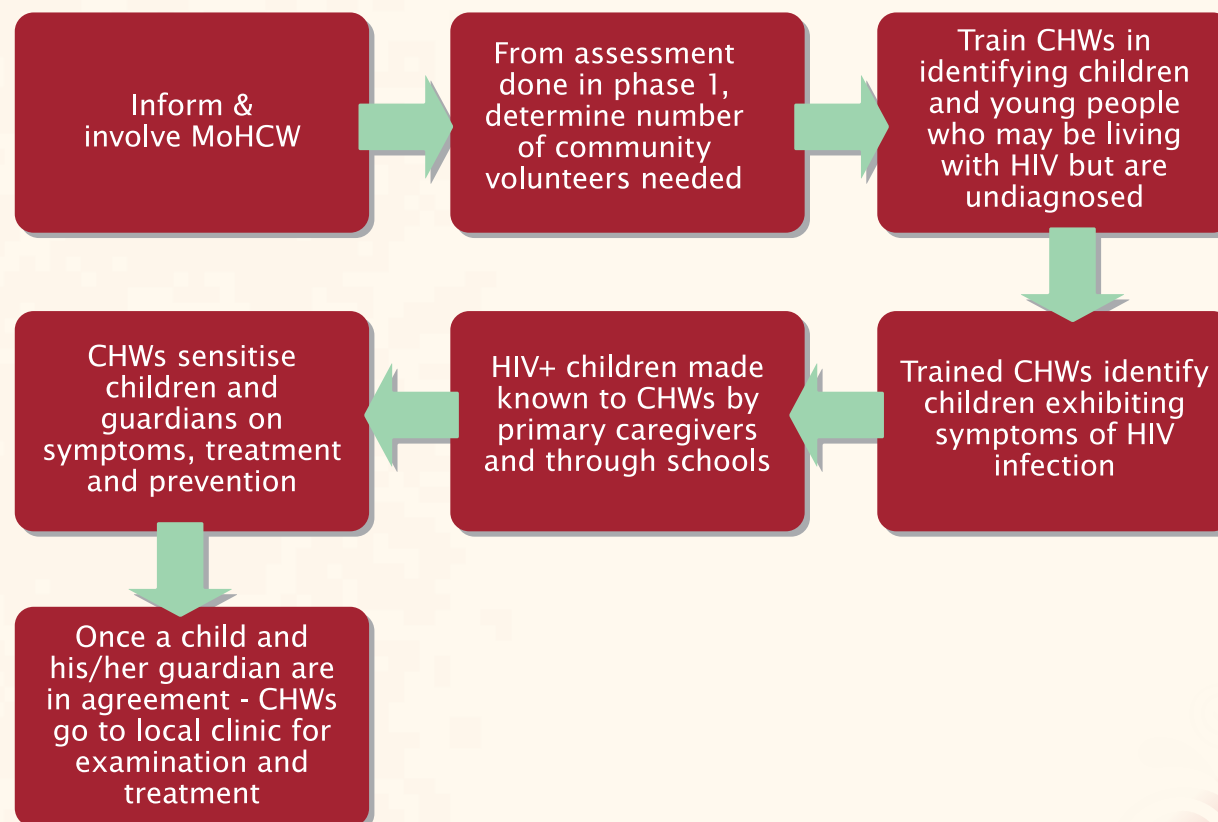 Inform &
involve MoHCW
From assessment
done in phase 1,
determine number
of community
volunteers needed
Train CHWs in
identifying children
and young people
who may be living
with HIV but are
undiagnosed
Trained CHWs identify
children exhibiting
symptoms of HIV
infection
HIV+ children made
known to CHWs by
primary caregivers
and through schools
CHWs sensitise
children and
guardians on
symptoms, treatment
and prevention
Once a child and
his/her guardian are
in agreement - CHWs
go to local clinic for
examination and
treatment